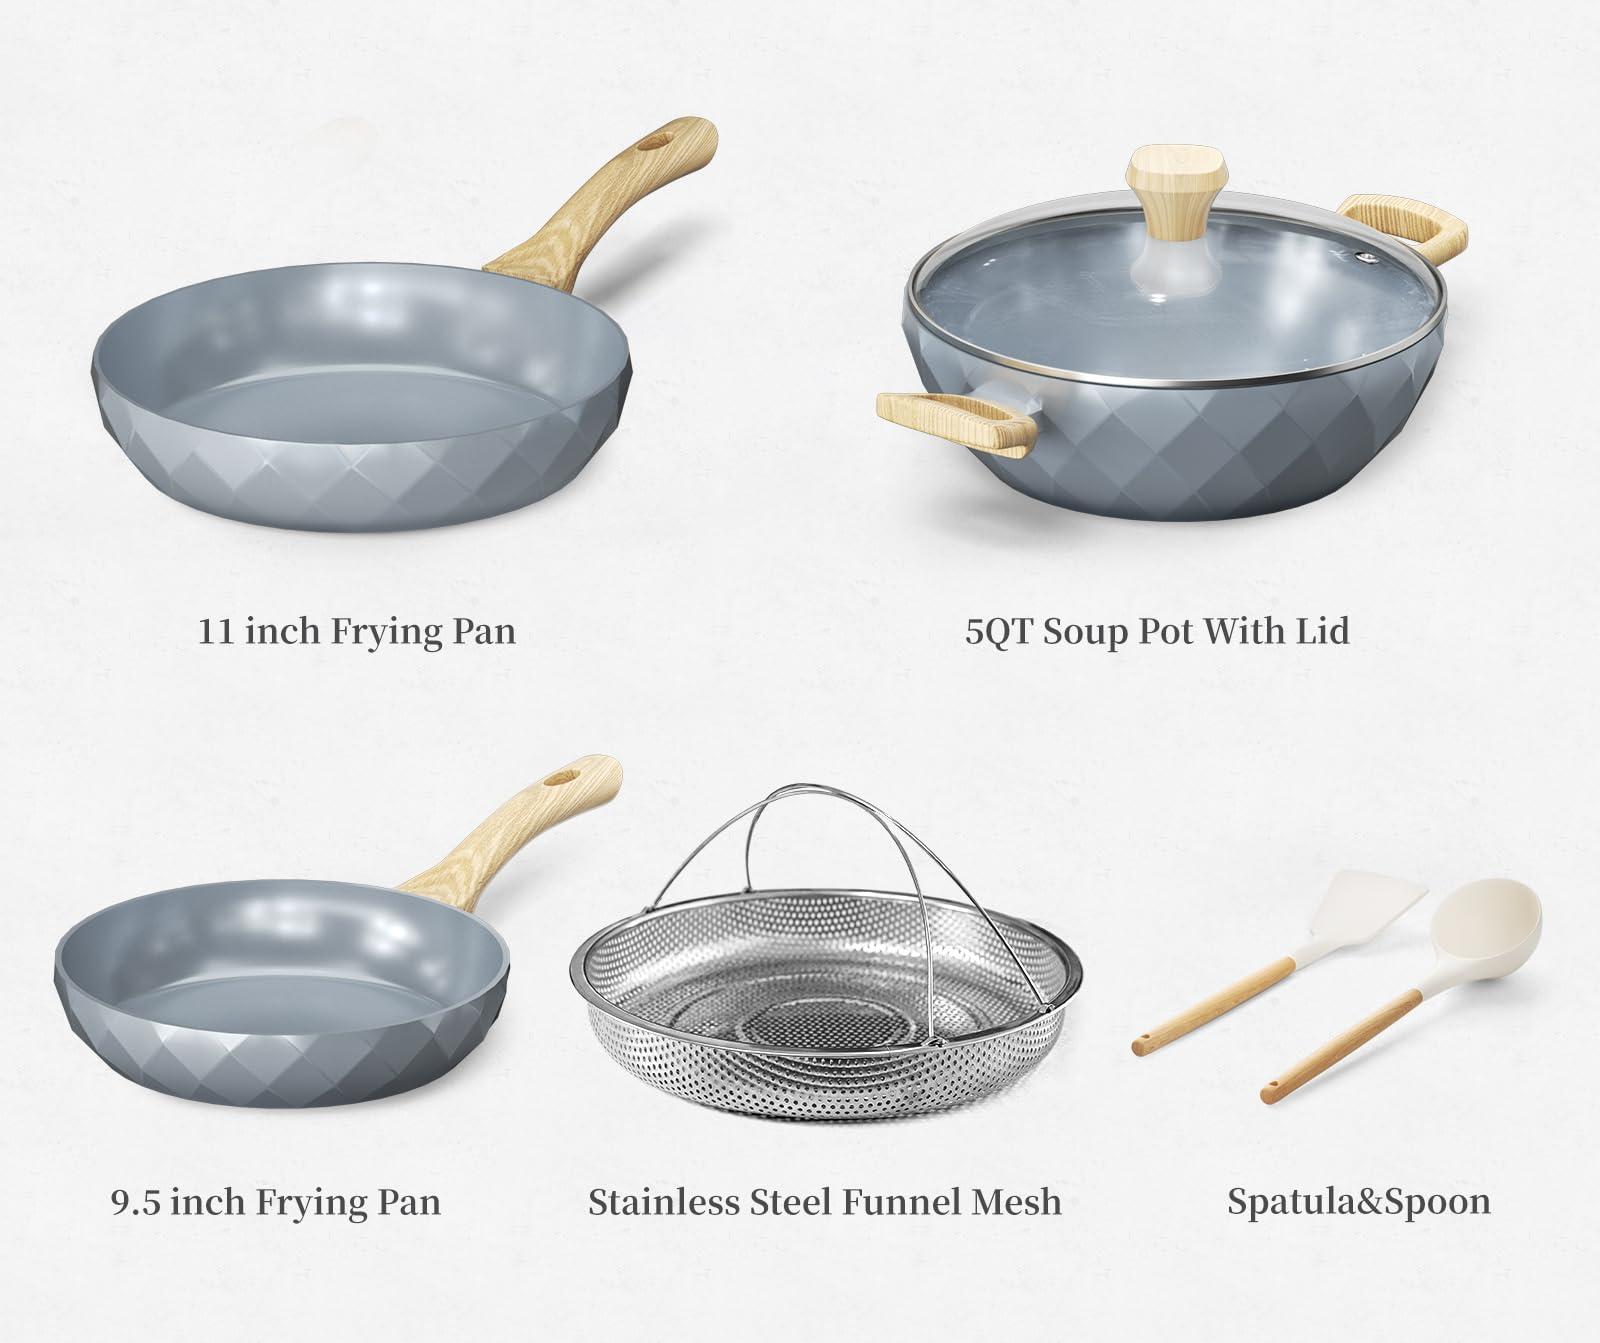 11 inch Frying Pan
5QT Soup Pot With Lid
9.5 inch Frying Pan
Stainless Steel Funnel Mesh
Spatula&Spoon